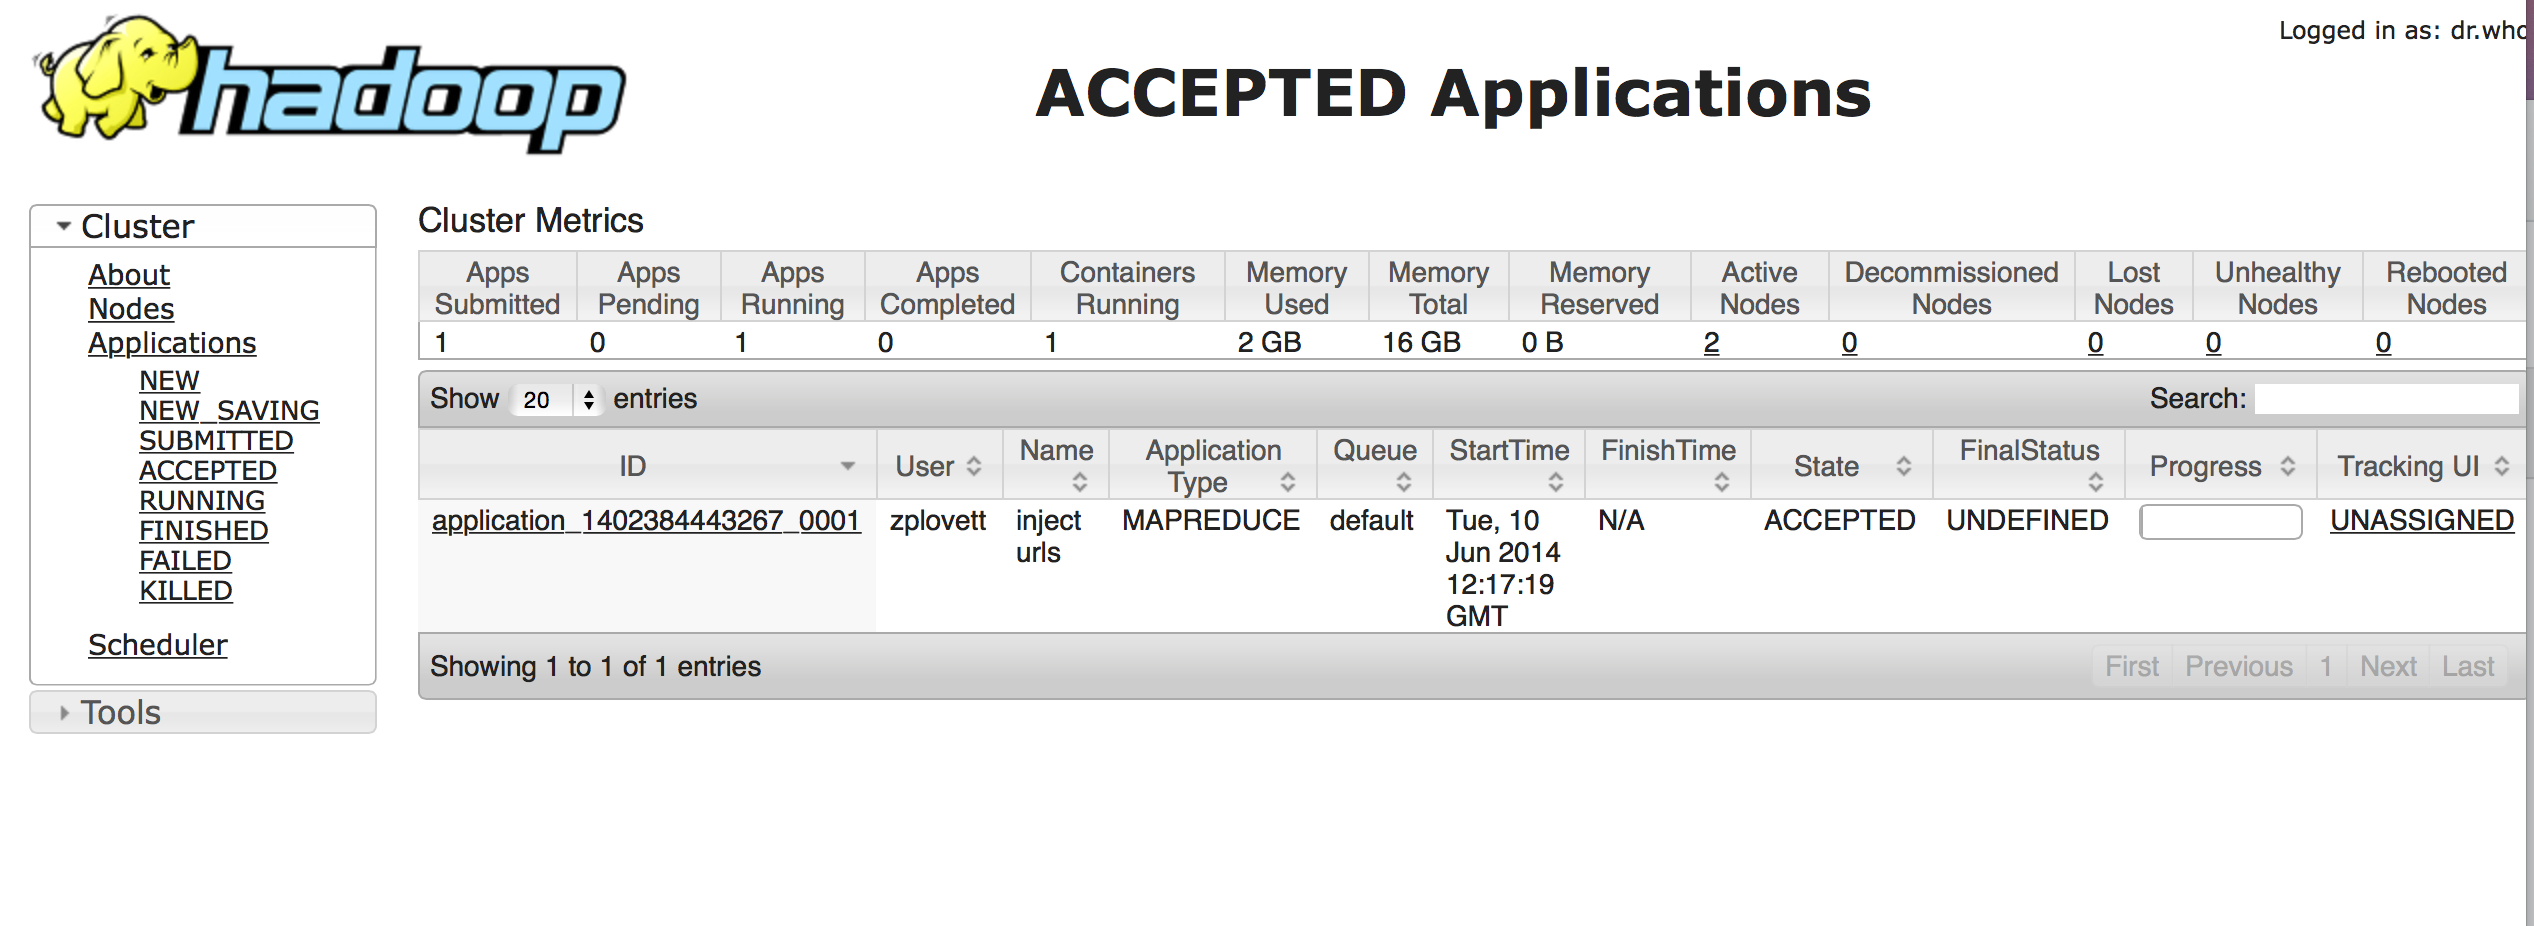 hadoop
Logged in as: dr.who
ACCEPTED Applications
Cluster
About
Nodes
Applications
NEW
NEW_SAVING
SUBMITTED
ACCEPTED
RUNNING
FINISHED
FAILED
KILLED
Scheduler
Tools
Cluster Metrics
Apps Submitted Apps Pending Apps Running Apps Completed Containers Running Memory Used Memory Total Memory Reserved Active Nodes Decommissioned Nodes Lost Nodes Unhealthy Nodes Rebooted Nodes
1 0 1 0 1 2 GB 16 GB 0 B 2 0 0 0 0
Show 20 entries Search:
ID User Name Application Type Queue StartTime FinishTime State FinalStatus Progress Tracking UI
application_1402384443267_0001 zplovett inject urls MAPREDUCE default Tue, 10 Jun 2014 12:17:19 GMT N/A ACCEPTED UNDEFINED UNASSIGNED
Showing 1 to 1 of 1 entries First Previous 1 Next Last